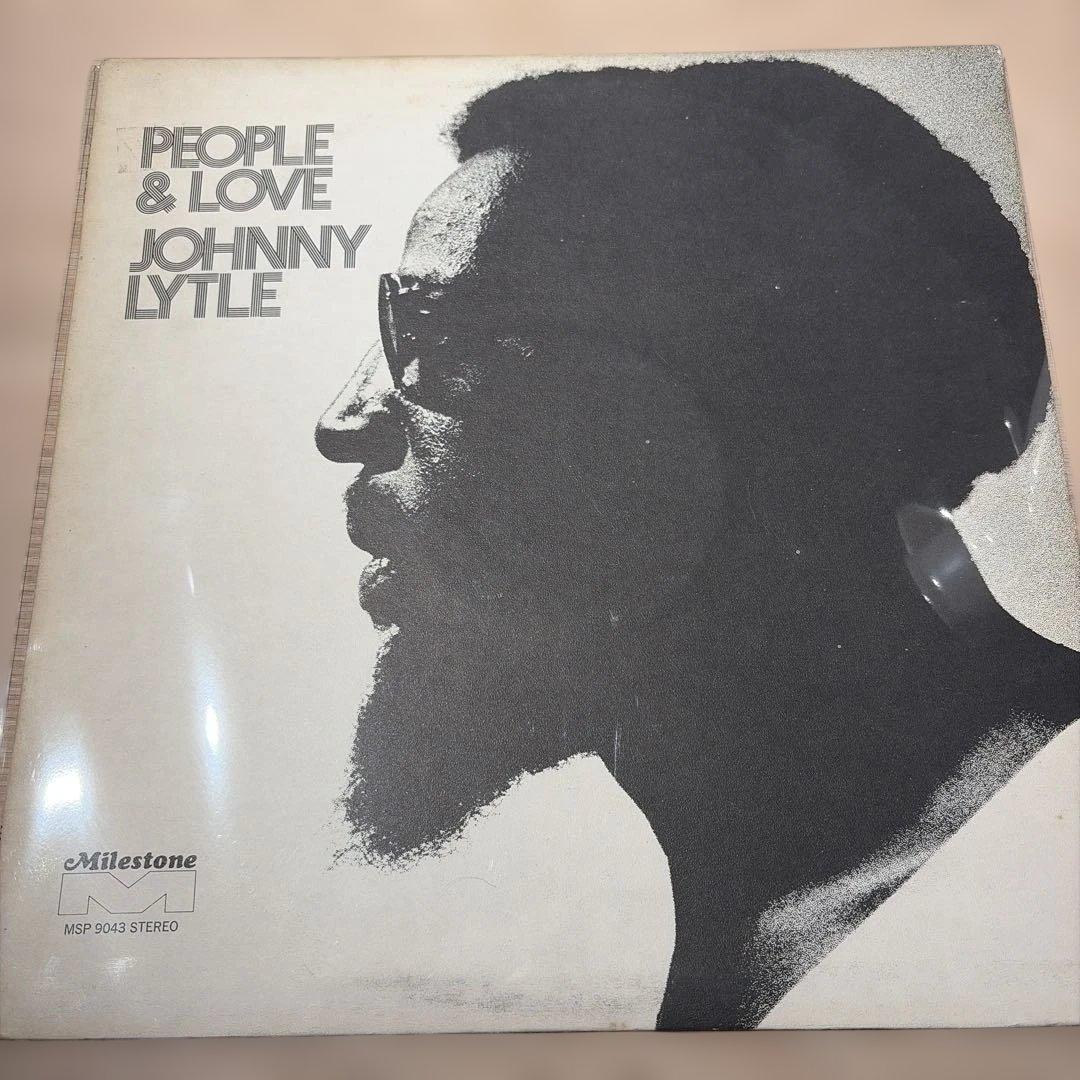 PEOPLE
& LOVE
JOHNNY
LYTLE
Milestone
MSP 9043 STEREO